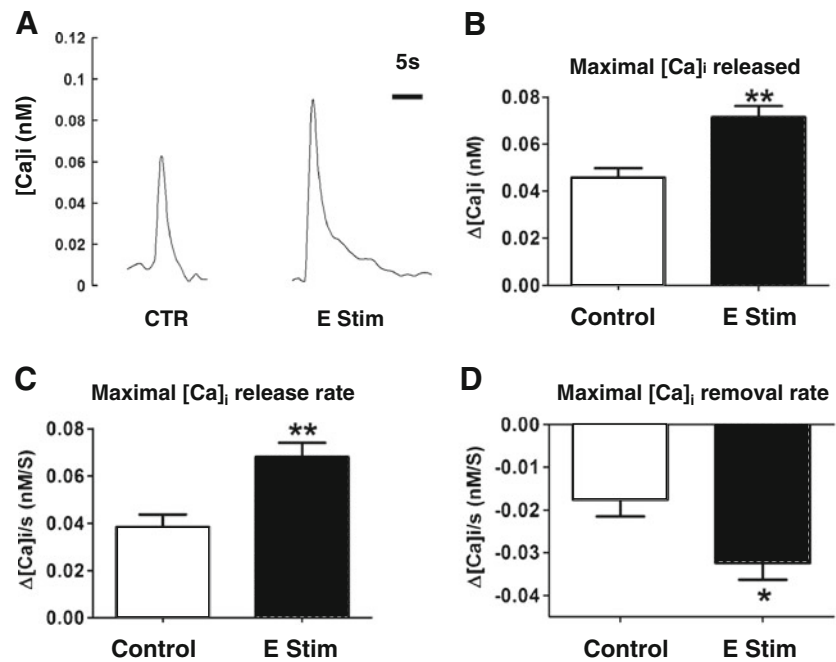 A
[Ca]i (nM)
0.12
0.1
0.08
0.06
0.04
0.02
0
5s
CTR
E Stim
B
Maximal [Ca]i released
Δ[Ca]i (nM)
0.08
0.06
0.04
0.02
0.00
**
Control
E Stim
C
Maximal [Ca]i release rate
Δ[Ca]i/s (nM/S)
0.08
0.06
0.04
0.02
0.00
**
Control
E Stim
D
Maximal [Ca]i removal rate
Δ[Ca]i/s (nM/S)
0.00
-0.01
-0.02
-0.03
-0.04
*
Control
E Stim